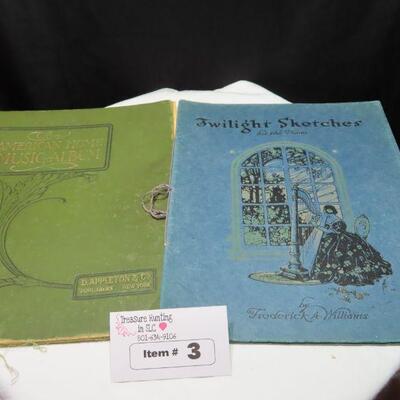 The
AMERICAN HOME
MUSIC ALBUM
D. APPLETON & CO.
PUBLISHERS NEW YORK
Twilight Sketches
for the Piano
by
Frederick A. Williams
Treasure Hunting
in SLC
801-634-9106
Item # 3